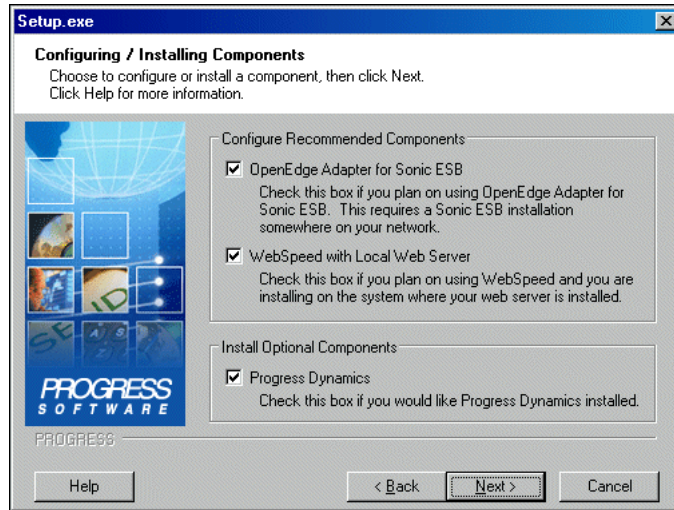 Setup.exe
Configuring / Installing Components
Choose to configure or install a component, then click Next.
Click Help for more information.
Configure Recommended Components
OpenEdge Adapter for Sonic ESB
Check this box if you plan on using OpenEdge Adapter for
Sonic ESB. This requires a Sonic ESB installation
somewhere on your network.
WebSpeed with Local Web Server
Check this box if you plan on using WebSpeed and you are
installing on the system where your web server is installed.
Install Optional Components
Progress Dynamics
Check this box if you would like Progress Dynamics installed.
PROGRESS
SOFTWARE
PROGRESS
Help
< Back
Next >
Cancel